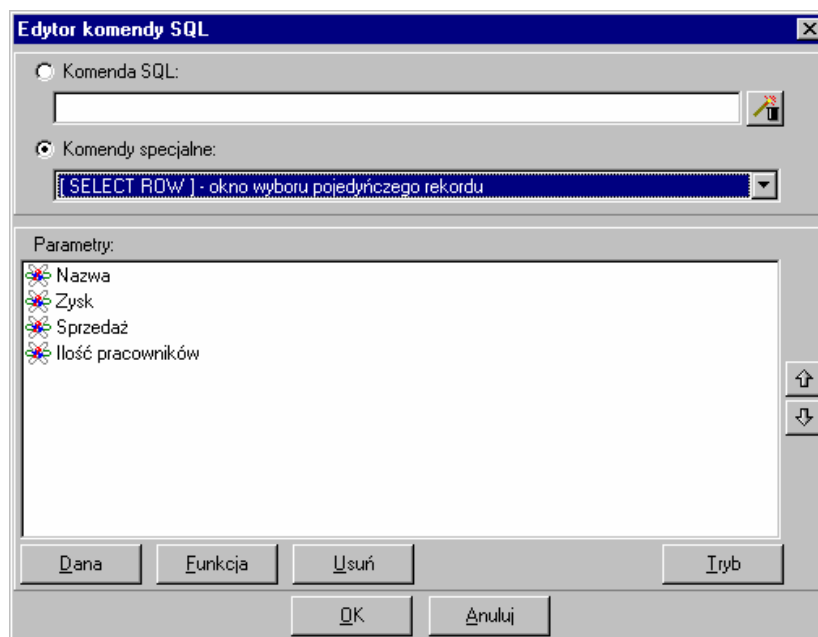 Edytor komendy SQL
Komenda SQL:
Komendy specjalne:
[ SELECT ROW ] - okno wyboru pojedyńczego rekordu
Parametry:
Nazwa
Zysk
Sprzedaż
Ilość pracowników
Dana Funkcja Usuń Tryb
OK Anuluj